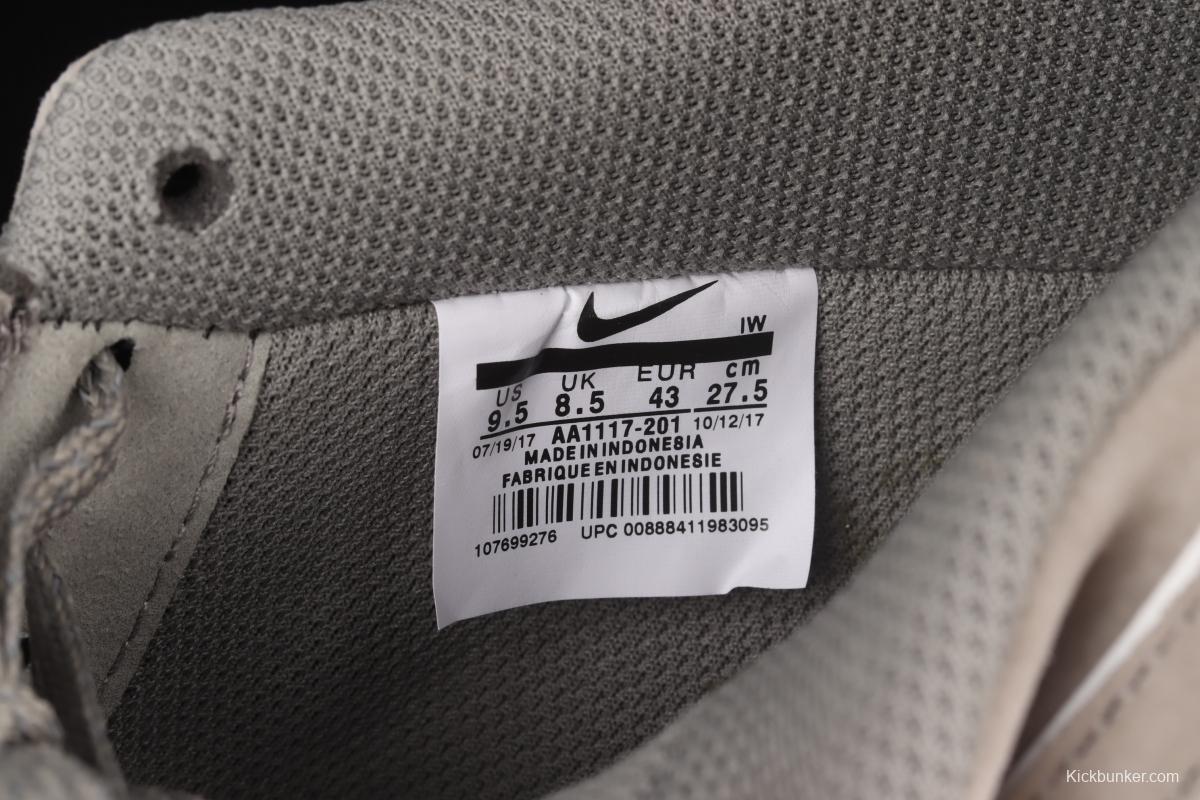 IW
US UK EUR cm
9.5 8.5 43 27.5
07/19/17 AA1117-201 10/12/17
MADE IN INDONESIA
FABRIQUE EN INDONESIE
107699276 UPC 00888411983095
Kickbunker.com